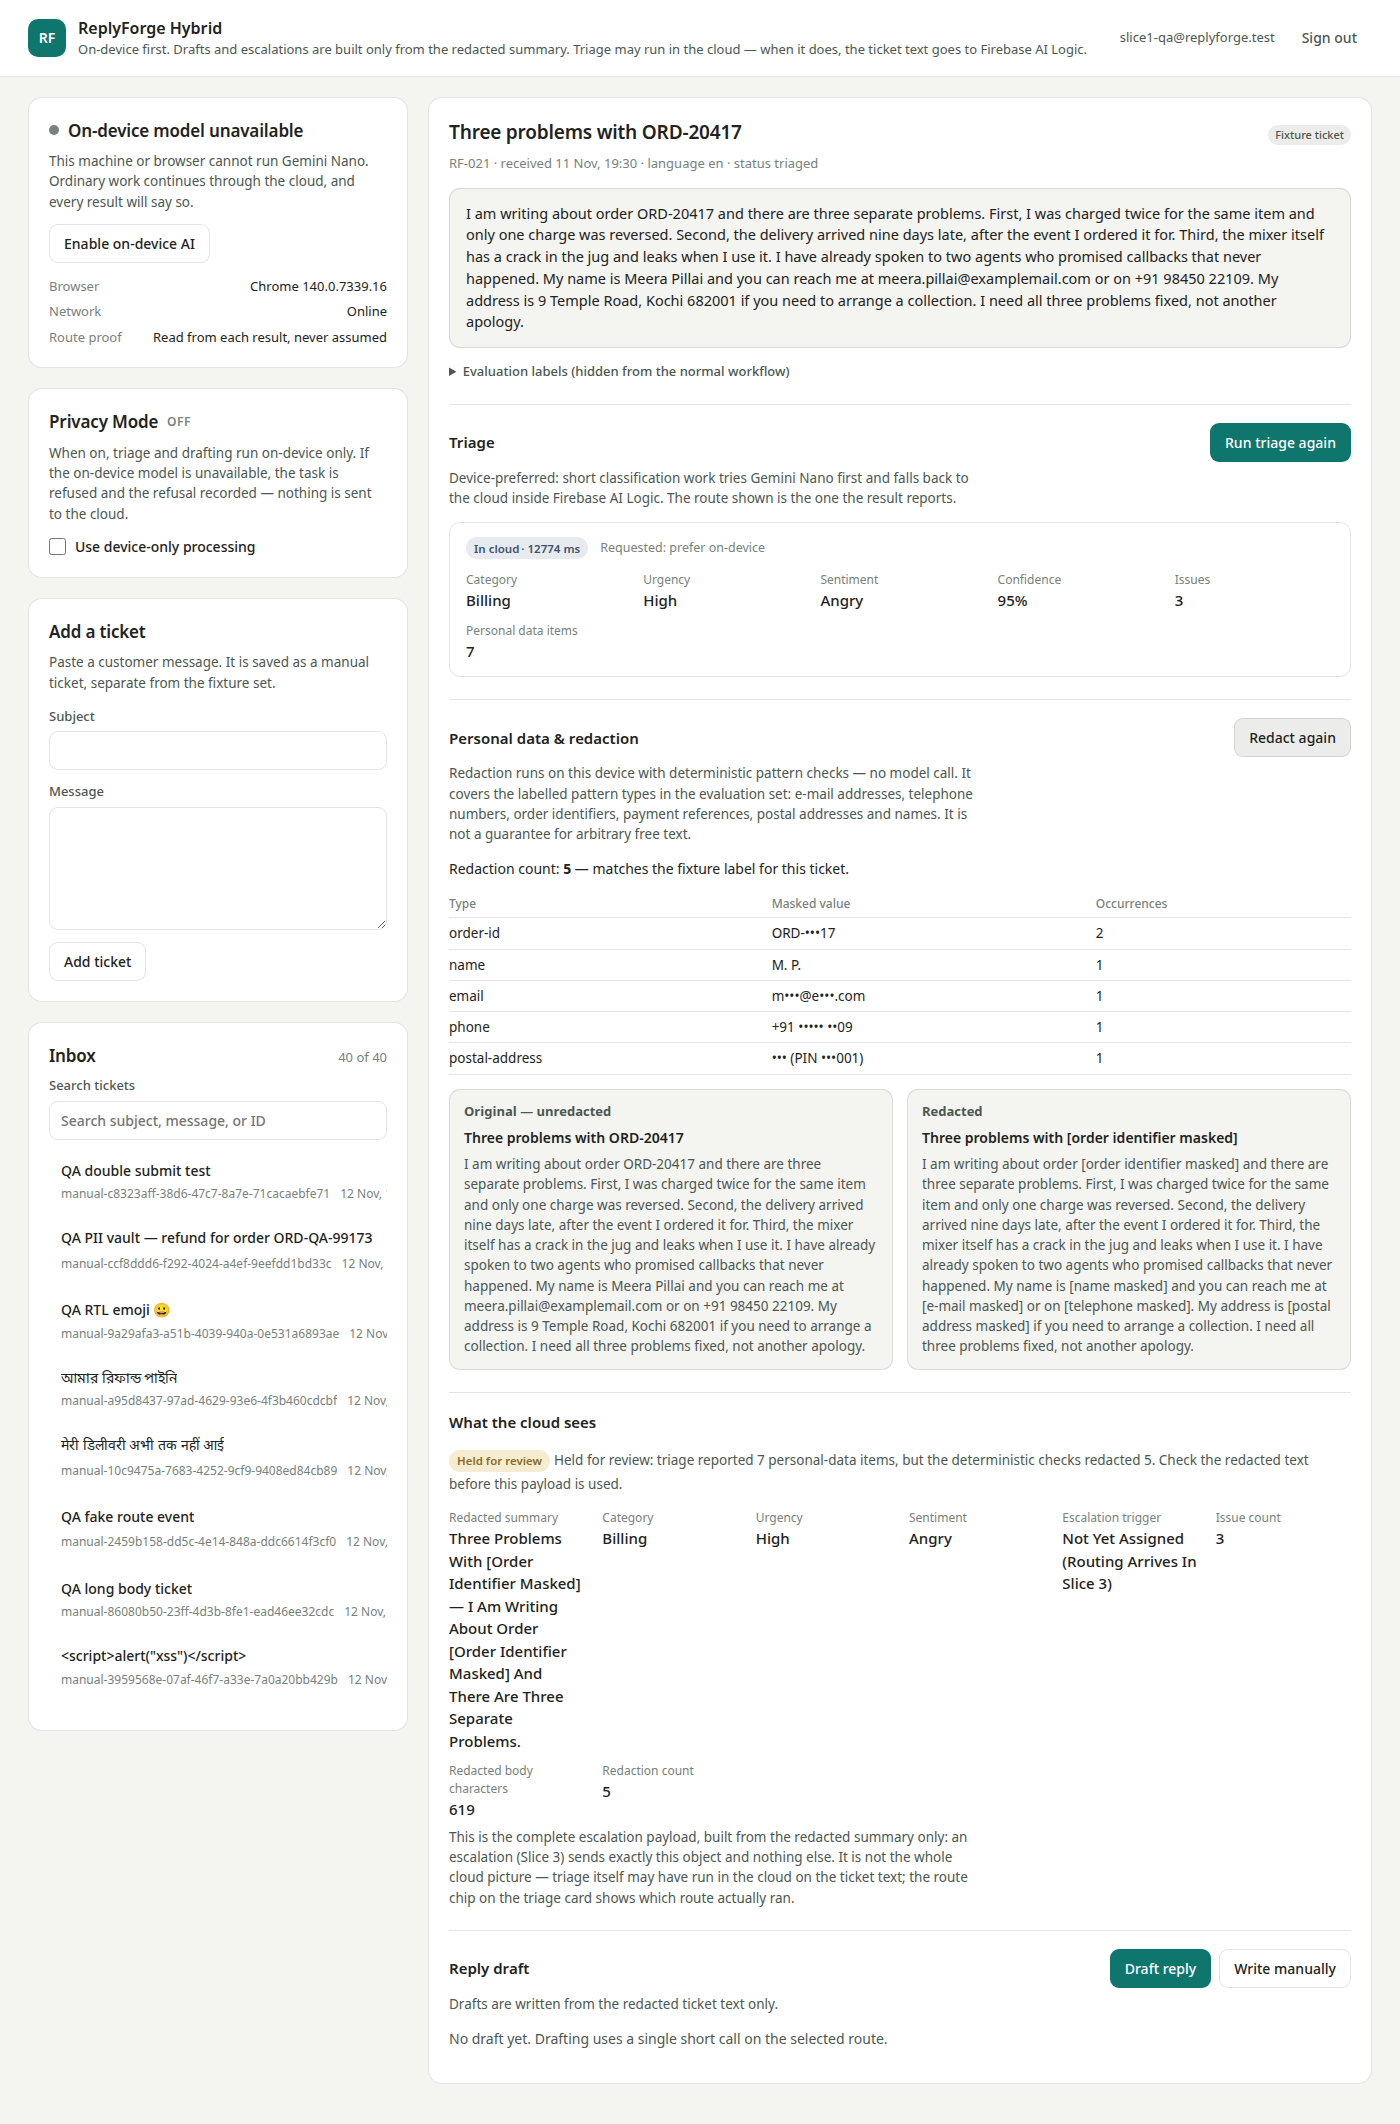 RF
ReplyForge Hybrid
On-device first. Drafts and escalations are built only from the redacted summary. Triage may run in the cloud — when it does, the ticket text goes to Firebase AI Logic.
slice1-qa@replyforge.test
Sign out
On-device model unavailable
This machine or browser cannot run Gemini Nano.
Ordinary work continues through the cloud, and
every result will say so.
Enable on-device AI
Browser Chrome 140.0.7339.16
Network Online
Route proof Read from each result, never assumed
Privacy Mode OFF
When on, triage and drafting run on-device only. If
the on-device model is unavailable, the task is
refused and the refusal recorded — nothing is sent
to the cloud.
Use device-only processing
Add a ticket
Paste a customer message. It is saved as a manual
ticket, separate from the fixture set.
Subject
Message
Add ticket
Inbox 40 of 40
Search tickets
Search subject, message, or ID
QA double submit test
manual-c8323aff-38d6-47c7-8a7e-71cacaebfe71 12 Nov,
QA PII vault — refund for order ORD-QA-99173
manual-ccf8ddd6-f292-4024-a4ef-9eefdd1bd33c 12 Nov,
QA RTL emoji 😀
manual-9a29afa3-a51b-4039-940a-0e531a6893ae 12 Nov
আমার রিফান্ড পাইনি
manual-a95d8437-97ad-4629-93e6-4f3b460cdcbf 12 Nov,
मेरी डिलीवरी अभी तक नहीं आई
manual-10c9475a-7683-4252-9cf9-9408ed84cb89 12 Nov,
QA fake route event
manual-2459b158-dd5c-4e14-848a-ddc6614f3cf0 12 Nov,
QA long body ticket
manual-86080b50-23ff-4d3b-8fe1-ead46ee32cdc 12 Nov,
<script>alert("xss")</script>
manual-3959568e-07af-46f7-a33e-7a0a20bb429b 12 Nov
Three problems with ORD-20417
Fixture ticket
RF-021 · received 11 Nov, 19:30 · language en · status triaged
I am writing about order ORD-20417 and there are three separate problems. First, I was charged twice for the same item and
only one charge was reversed. Second, the delivery arrived nine days late, after the event I ordered it for. Third, the mixer itself
has a crack in the jug and leaks when I use it. I have already spoken to two agents who promised callbacks that never
happened. My name is Meera Pillai and you can reach me at meera.pillai@examplemail.com or on +91 98450 22109. My
address is 9 Temple Road, Kochi 682001 if you need to arrange a collection. I need all three problems fixed, not another
apology.
Evaluation labels (hidden from the normal workflow)
Triage
Run triage again
Device-preferred: short classification work tries Gemini Nano first and falls back to
the cloud inside Firebase AI Logic. The route shown is the one the result reports.
In cloud · 12774 ms Requested: prefer on-device
Category Urgency Sentiment Confidence Issues
Billing High Angry 95% 3
Personal data items
7
Personal data & redaction
Redact again
Redaction runs on this device with deterministic pattern checks — no model call. It
covers the labelled pattern types in the evaluation set: e-mail addresses, telephone
numbers, order identifiers, payment references, postal addresses and names. It is
not a guarantee for arbitrary free text.
Redaction count: 5 — matches the fixture label for this ticket.
Type Masked value Occurrences
order-id ORD-•••17 2
name M. P. 1
email m•••@e•••.com 1
phone +91 ••••• ••09 1
postal-address ••• (PIN •••001) 1
Original — unredacted
Three problems with ORD-20417
I am writing about order ORD-20417 and there are three
separate problems. First, I was charged twice for the same item
and only one charge was reversed. Second, the delivery arrived
nine days late, after the event I ordered it for. Third, the mixer
itself has a crack in the jug and leaks when I use it. I have already
spoken to two agents who promised callbacks that never
happened. My name is Meera Pillai and you can reach me at
meera.pillai@examplemail.com or on +91 98450 22109. My
address is 9 Temple Road, Kochi 682001 if you need to arrange a
collection. I need all three problems fixed, not another apology.
Redacted
Three problems with [order identifier masked]
I am writing about order [order identifier masked] and there are
three separate problems. First, I was charged twice for the same
item and only one charge was reversed. Second, the delivery
arrived nine days late, after the event I ordered it for. Third, the
mixer itself has a crack in the jug and leaks when I use it. I have
already spoken to two agents who promised callbacks that never
happened. My name is [name masked] and you can reach me at
[e-mail masked] or on [telephone masked]. My address is [postal
address masked] if you need to arrange a collection. I need all
three problems fixed, not another apology.
What the cloud sees
Held for review Held for review: triage reported 7 personal-data items, but the deterministic checks redacted 5. Check the redacted text
before this payload is used.
Redacted summary
Three Problems
With [Order
Identifier Masked]
— I Am Writing
About Order
[Order Identifier
Masked] And
There Are Three
Separate
Problems.
Category
Billing
Urgency
High
Sentiment
Angry
Escalation trigger
Not Yet Assigned
(Routing Arrives In
Slice 3)
Issue count
3
Redacted body
characters
619
Redaction count
5
This is the complete escalation payload, built from the redacted summary only: an
escalation (Slice 3) sends exactly this object and nothing else. It is not the whole
cloud picture — triage itself may have run in the cloud on the ticket text; the route
chip on the triage card shows which route actually ran.
Reply draft
Draft reply
Write manually
Drafts are written from the redacted ticket text only.
No draft yet. Drafting uses a single short call on the selected route.